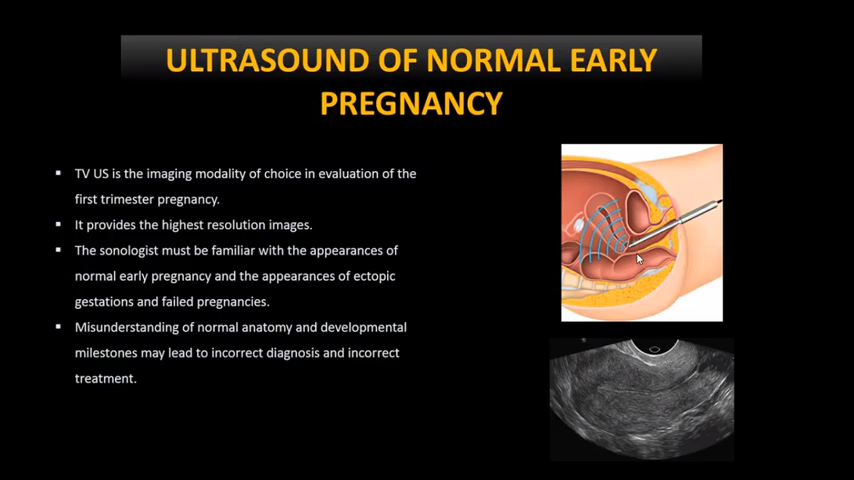 ULTRASOUND OF NORMAL EARLY
PREGNANCY
▪ TV US is the imaging modality of choice in evaluation of the
first trimester pregnancy.
▪ It provides the highest resolution images.
▪ The sonologist must be familiar with the appearances of
normal early pregnancy and the appearances of ectopic
gestations and failed pregnancies.
▪ Misunderstanding of normal anatomy and developmental
milestones may lead to incorrect diagnosis and incorrect
treatment.